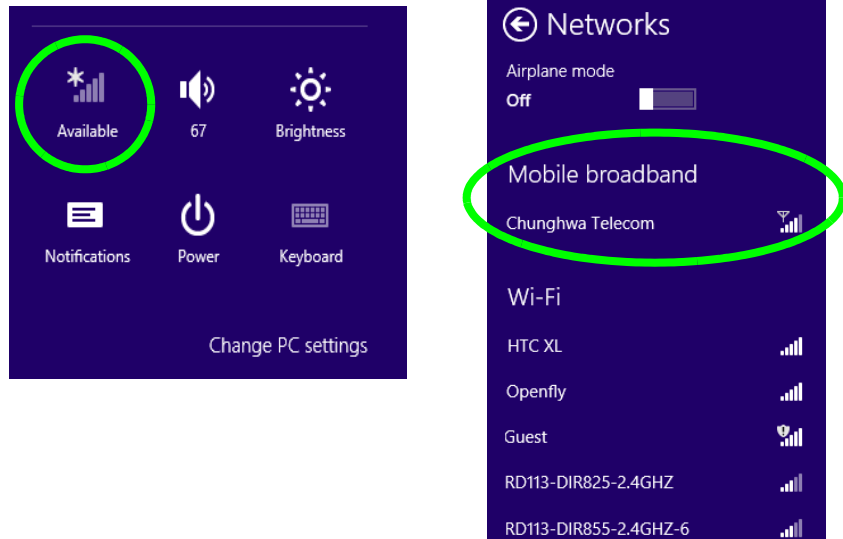 Available
67
Brightness
Notifications
Power
Keyboard
Change PC settings
Networks
Airplane mode
Off
Mobile broadband
Chunghwa Telecom
Wi-Fi
HTC XL
Openfly
Guest
RD113-DIR825-2.4GHZ
RD113-DIR855-2.4GHZ-6